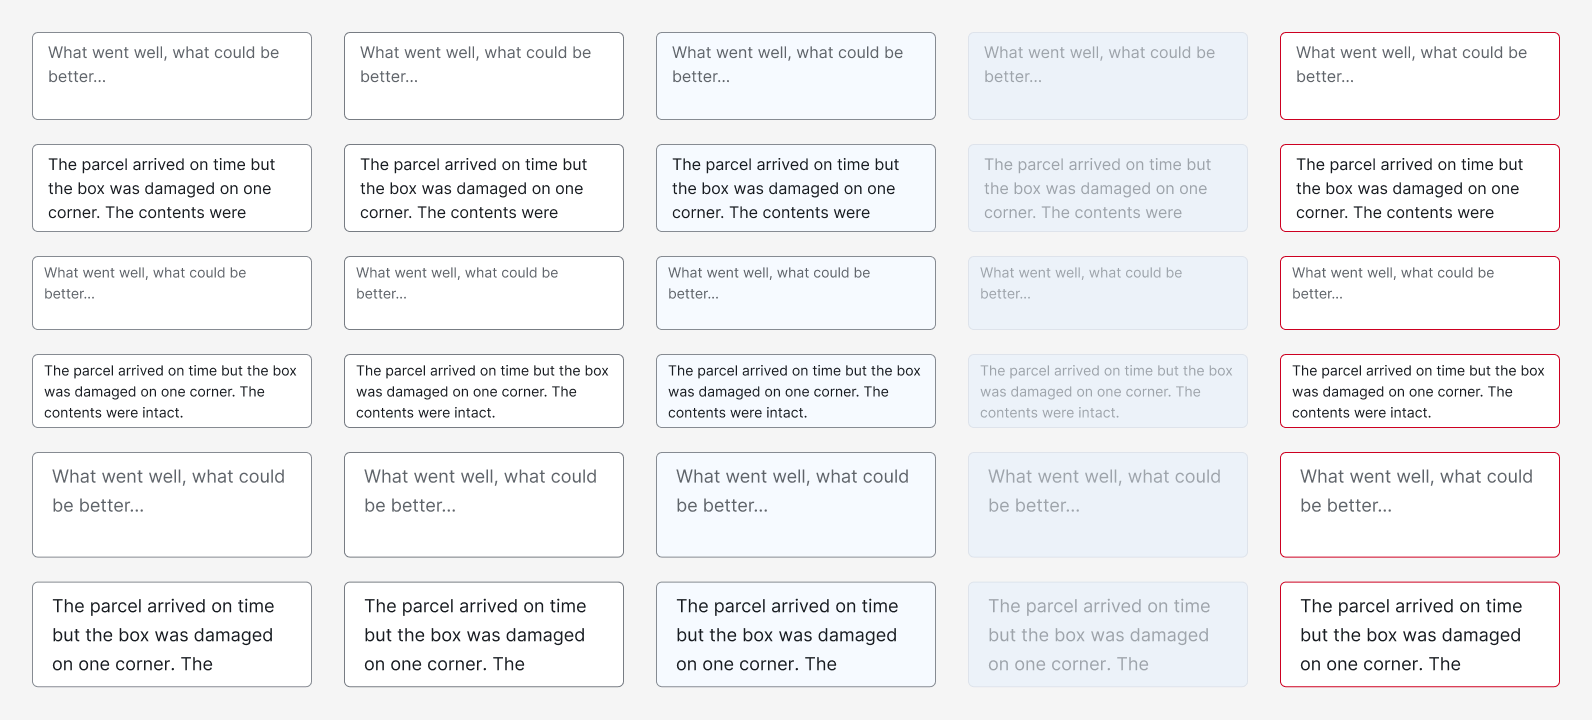 What went well, what could be
better...
What went well, what could be
better...
What went well, what could be
better...
What went well, what could be
better...
What went well, what could be
better...
The parcel arrived on time but
the box was damaged on one
corner. The contents were
The parcel arrived on time but
the box was damaged on one
corner. The contents were
The parcel arrived on time but
the box was damaged on one
corner. The contents were
The parcel arrived on time but
the box was damaged on one
corner. The contents were
The parcel arrived on time but
the box was damaged on one
corner. The contents were
What went well, what could be
better...
What went well, what could be
better...
What went well, what could be
better...
What went well, what could be
better...
What went well, what could be
better...
The parcel arrived on time but the box
was damaged on one corner. The
contents were intact.
The parcel arrived on time but the box
was damaged on one corner. The
contents were intact.
The parcel arrived on time but the box
was damaged on one corner. The
contents were intact.
The parcel arrived on time but the box
was damaged on one corner. The
contents were intact.
The parcel arrived on time but the box
was damaged on one corner. The
contents were intact.
What went well, what could
be better...
What went well, what could
be better...
What went well, what could
be better...
What went well, what could
be better...
What went well, what could
be better...
The parcel arrived on time
but the box was damaged
on one corner. The
The parcel arrived on time
but the box was damaged
on one corner. The
The parcel arrived on time
but the box was damaged
on one corner. The
The parcel arrived on time
but the box was damaged
on one corner. The
The parcel arrived on time
but the box was damaged
on one corner. The